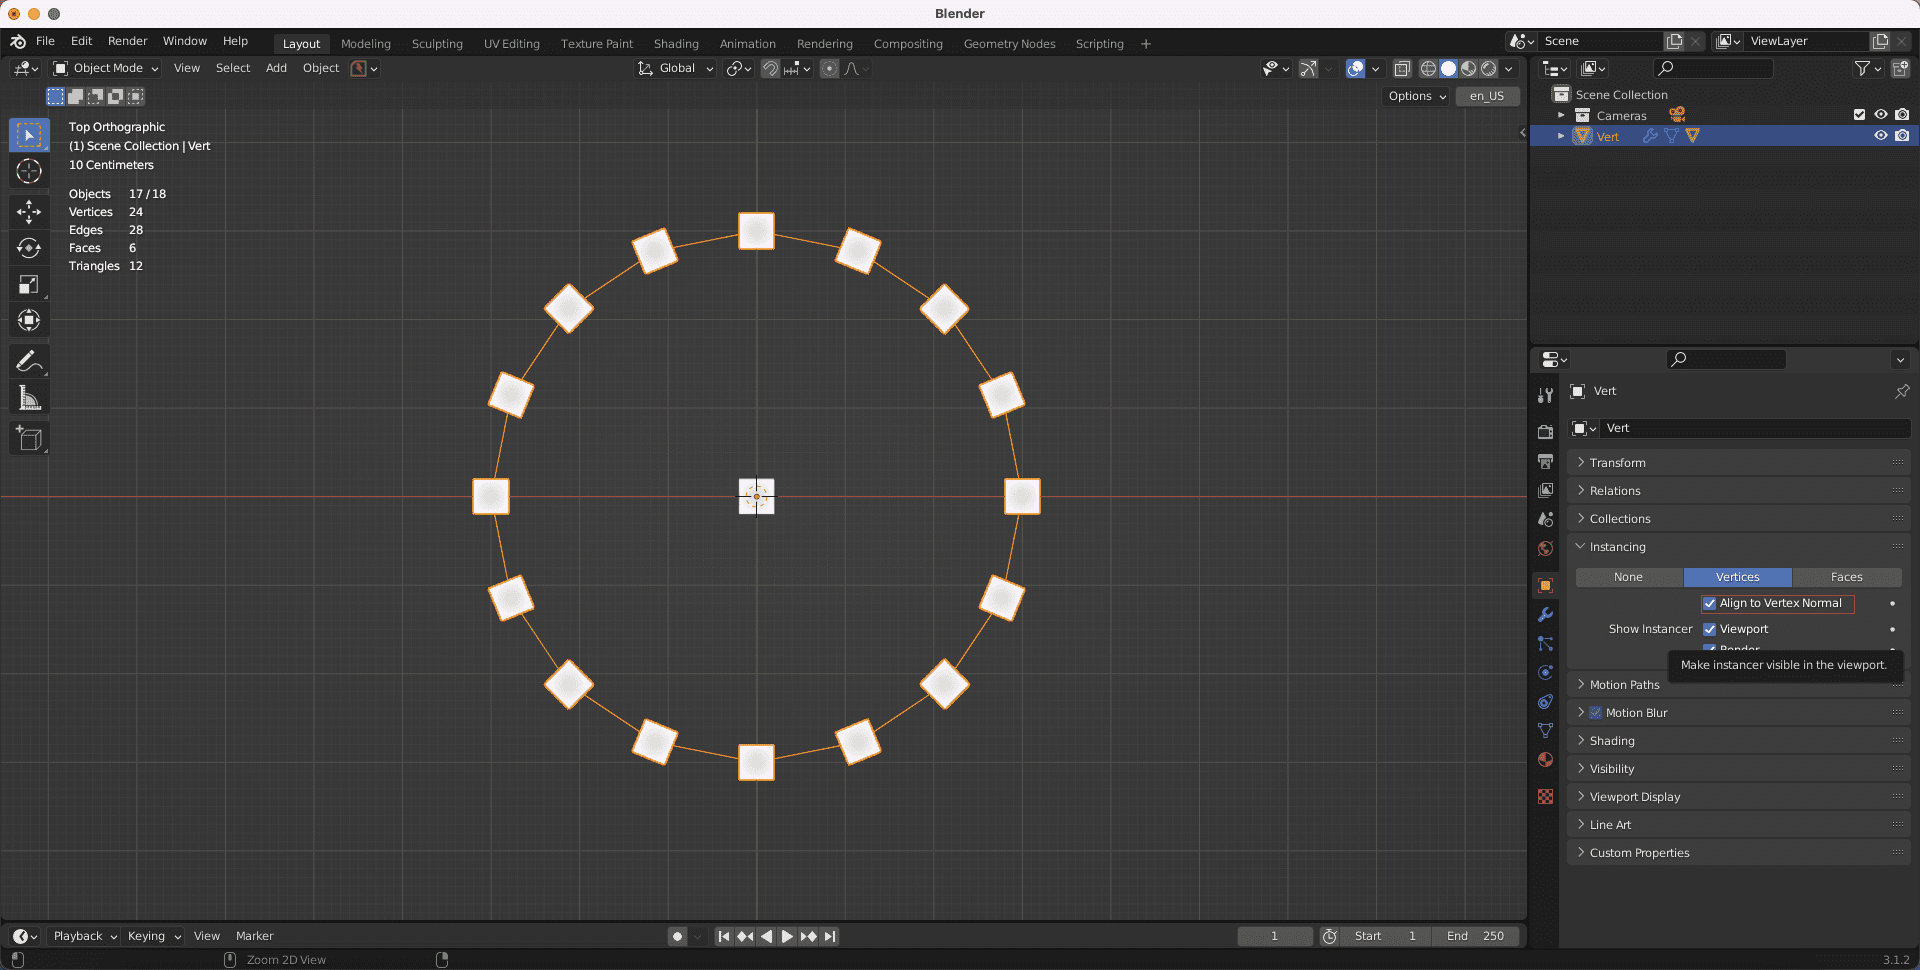 Blender
File Edit Render Window Help Layout Modeling Sculpting UV Editing Texture Paint Shading Animation Rendering Compositing Geometry Nodes Scripting + Scene ViewLayer
Object Mode View Select Add Object Global
Options en_US
Scene Collection
Cameras
Vert
Top Orthographic
(1) Scene Collection | Vert
10 Centimeters
Objects 17 / 18
Vertices 24
Edges 28
Faces 6
Triangles 12
Vert
Vert
Transform
Relations
Collections
Instancing
None Vertices Faces
Align to Vertex Normal
Show Instancer Viewport
Render
Make instancer visible in the viewport.
Motion Paths
Motion Blur
Shading
Visibility
Viewport Display
Line Art
Custom Properties
Playback Keying View Marker 1 Start 1 End 250
Zoom 2D View 3.1.2